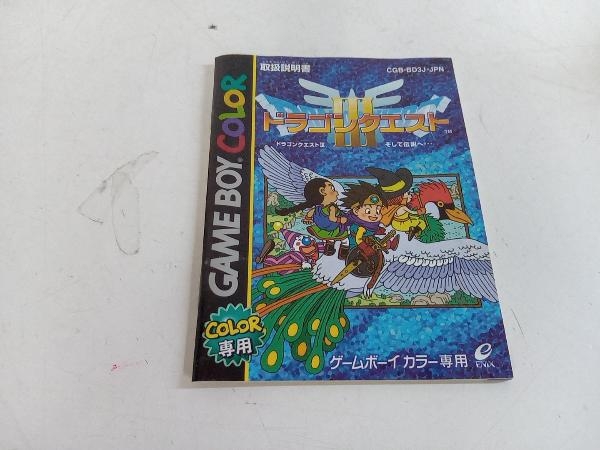 取扱説明書
CGB-BD3J-JPN
ドラゴンクエスト
III
TM
ドラゴンクエストIII
そして伝説へ…
GAME BOY COLOR
COLOR
専用
ゲームボーイ カラー専用
e
ENIX